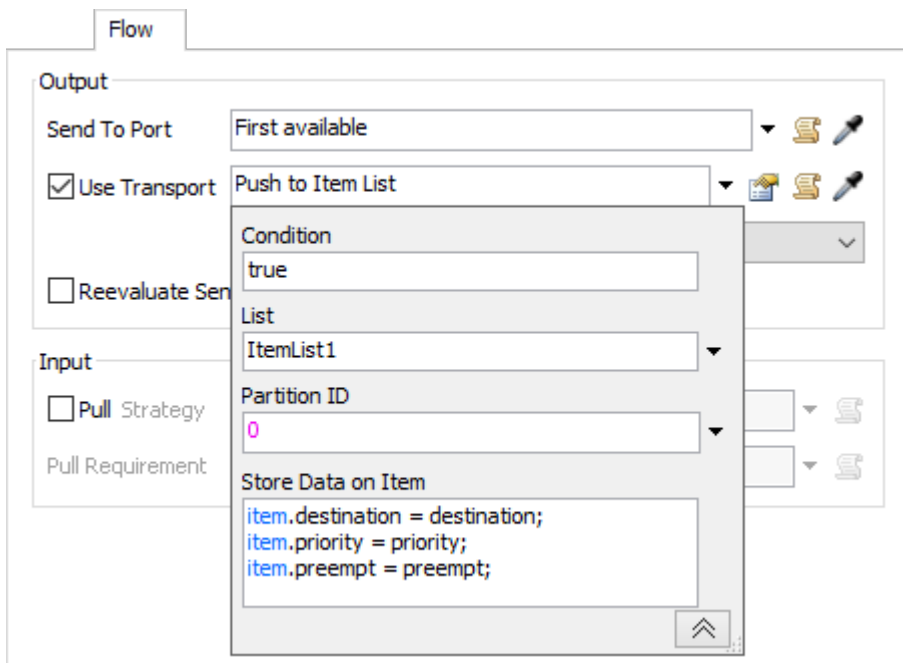 Flow
Output
Send To Port First available
Use Transport Push to Item List
Condition
true
Reevaluate Sen
List
ItemList1
Input
Partition ID
Pull Strategy
0
Pull Requirement
Store Data on Item
item.destination = destination;
item.priority = priority;
item.preempt = preempt;